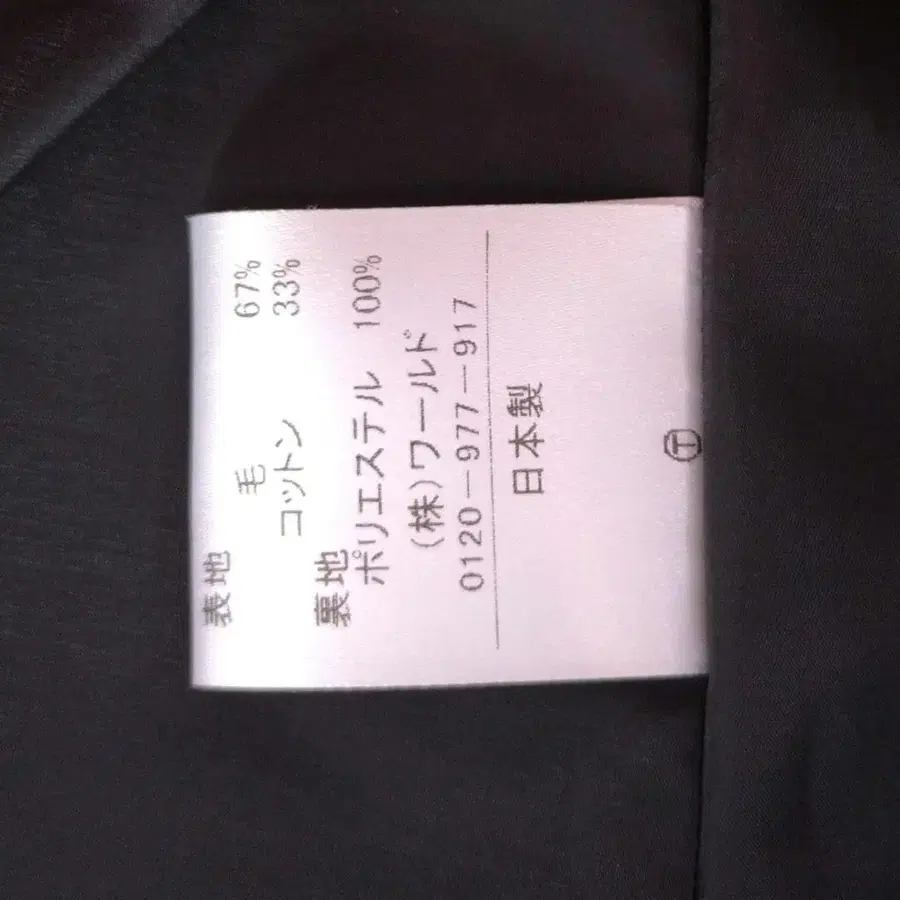 表地
毛 67%
コットン 33%
裏地
ポリエステル 100%
(株)ワールド
0120-977-917
日本製
Ⓣ